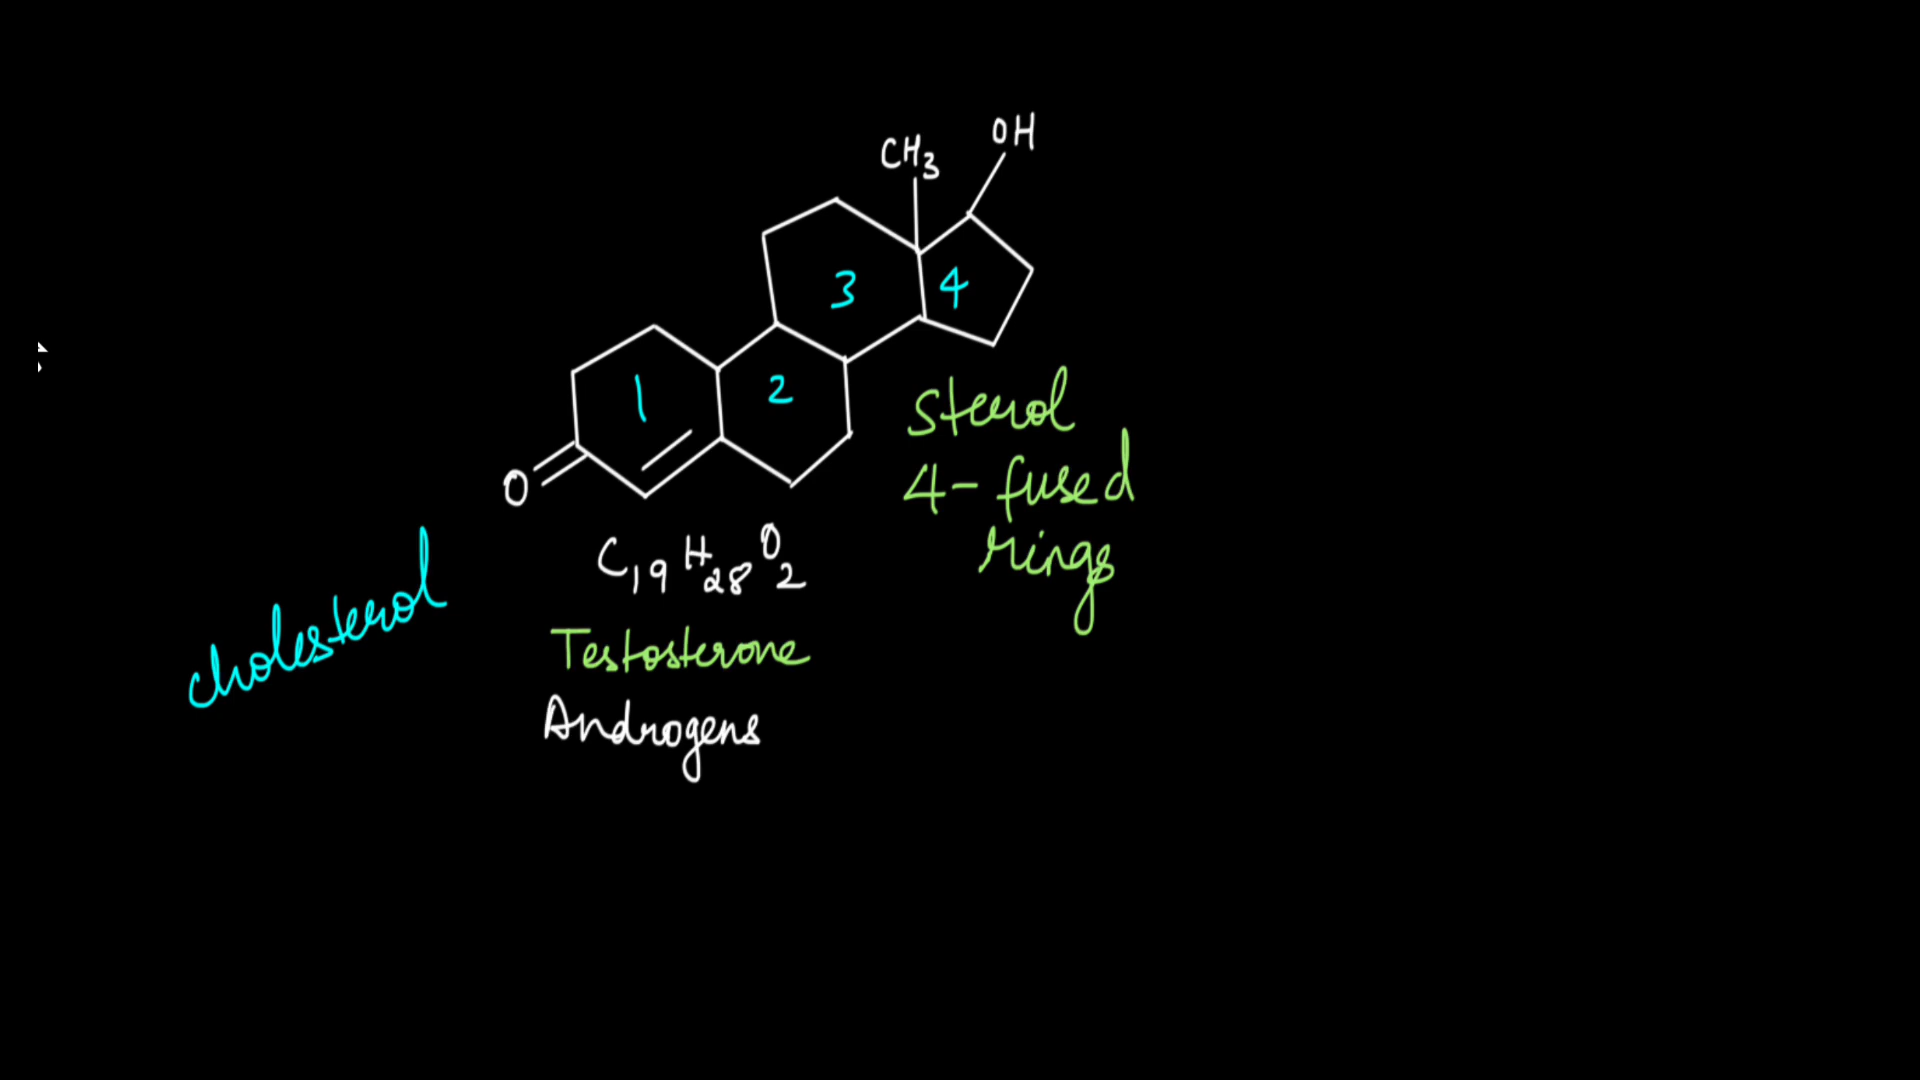 OH
CH3
3
4
1
2
O
sterol
4-fused
rings
C19H28O2
cholesterol
Testosterone
Androgens